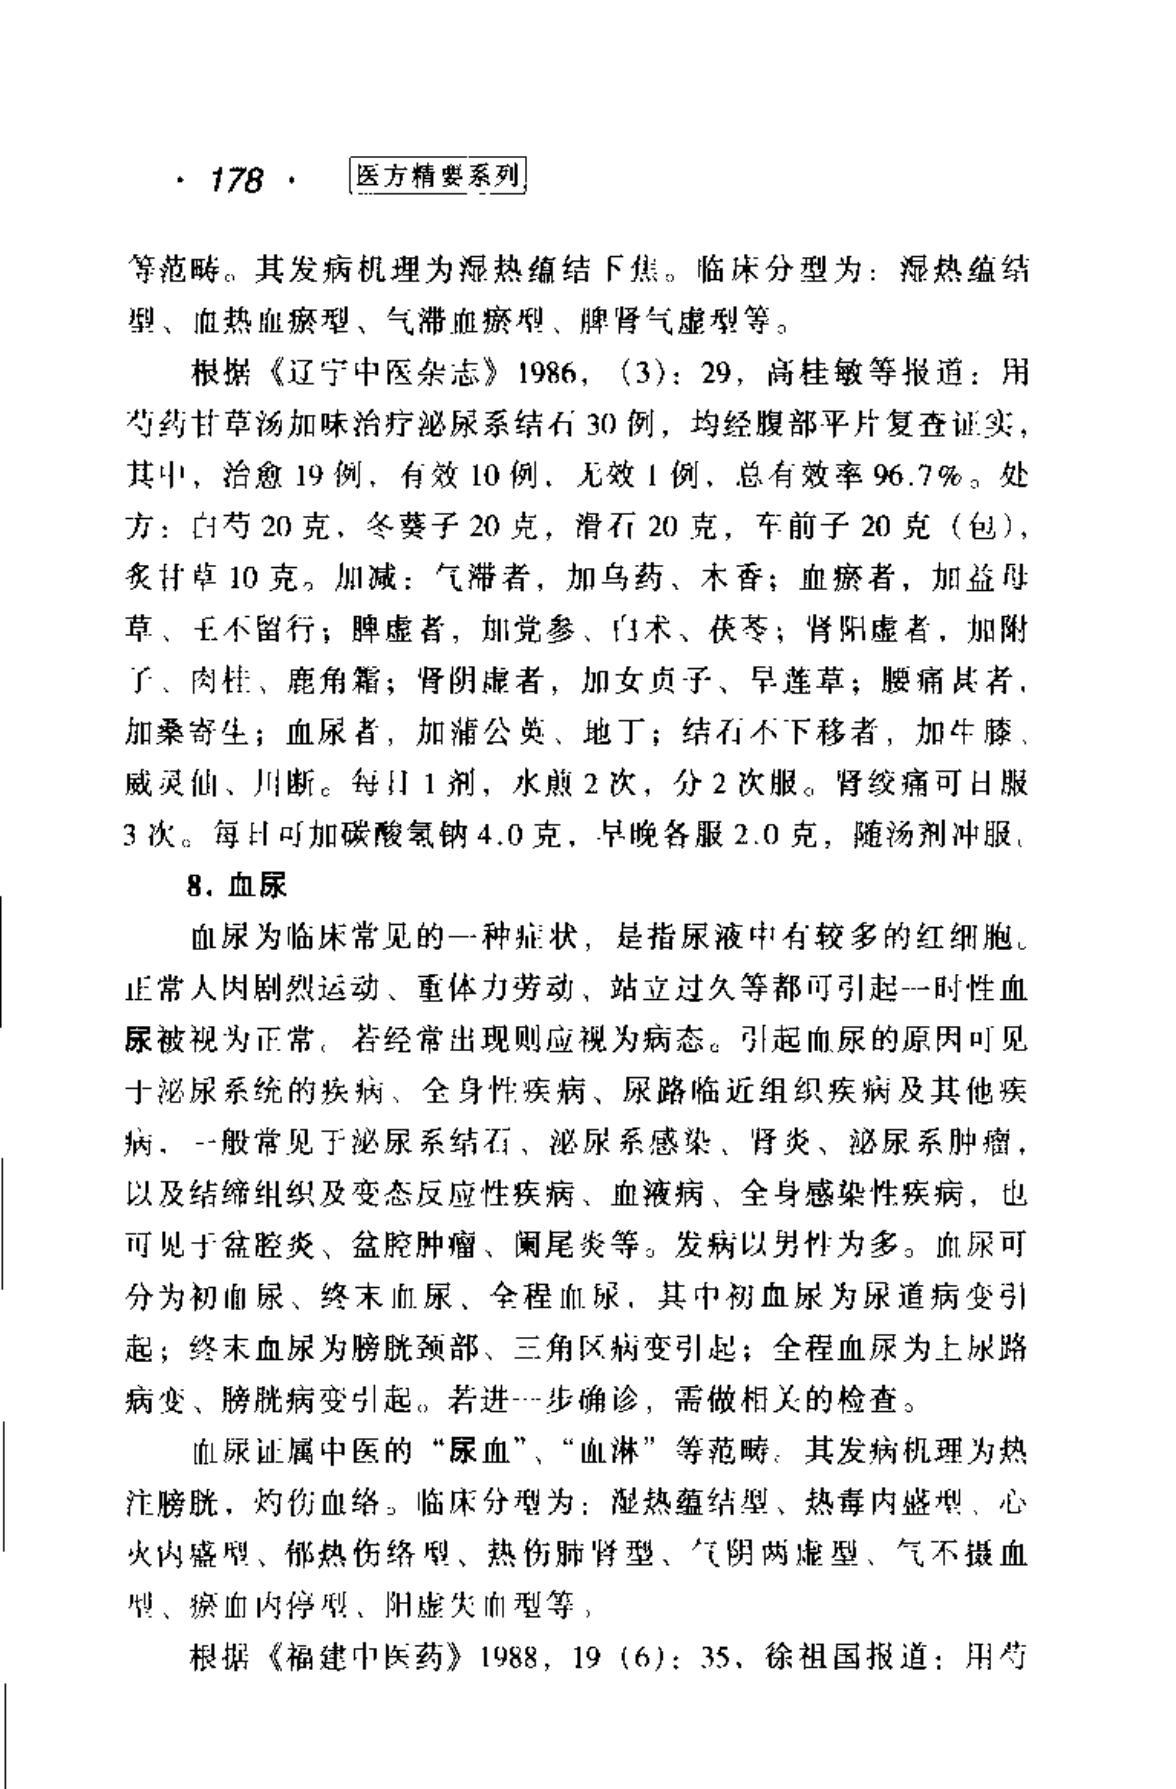 · 178 · 医方精要系列
等范畴。其发病机理为湿热蕴结下焦。临床分型为：湿热蕴结
型、血热血瘀型、气滞血瘀型、脾肾气虚型等。
根据《辽宁中医杂志》1986，（3）：29，高桂敏等报道：用
芍药甘草汤加味治疗泌尿系结石 30 例，均经腹部平片复查证实，
其中，治愈 19 例，有效 10 例，无效 1 例，总有效率 96.7%。处
方：白芍 20 克，冬葵子 20 克，滑石 20 克，车前子 20 克（包），
炙甘草 10 克。加减：气滞者，加乌药、木香；血瘀者，加益母
草、王不留行；脾虚者，加党参、白术、茯苓；肾阳虚者，加附
子、肉桂、鹿角霜；肾阴虚者，加女贞子、旱莲草；腰痛甚者，
加桑寄生；血尿者，加蒲公英、地丁；结石不下移者，加牛膝、
威灵仙、川断。每日 1 剂，水煎 2 次，分 2 次服。肾绞痛可日服
3 次。每日可加碳酸氢钠 4.0 克，早晚各服 2.0 克，随汤剂冲服。
8. 血尿
血尿为临床常见的一种症状，是指尿液中有较多的红细胞。
正常人因剧烈运动、重体力劳动、站立过久等都可引起一时性血
尿被视为正常。若经常出现则应视为病态。引起血尿的原因可见
于泌尿系统的疾病、全身性疾病、尿路临近组织疾病及其他疾
病，一般常见于泌尿系结石、泌尿系感染、肾炎、泌尿系肿瘤，
以及结缔组织及变态反应性疾病、血液病、全身感染性疾病，也
可见于盆腔炎、盆腔肿瘤、阑尾炎等。发病以男性为多。血尿可
分为初血尿、终末血尿、全程血尿，其中初血尿为尿道病变引
起；终末血尿为膀胱颈部、三角区病变引起；全程血尿为上尿路
病变、膀胱病变引起。若进一步确诊，需做相关的检查。
血尿证属中医的“尿血”、“血淋”等范畴。其发病机理为热
注膀胱，灼伤血络。临床分型为：湿热蕴结型、热毒内盛型、心
火内盛型、郁热伤络型、热伤肺肾型、气阴两虚型、气不摄血
型、瘀血内停型、阳虚失血型等。
根据《福建中医药》1988，19（6）：35，徐祖国报道：用芍